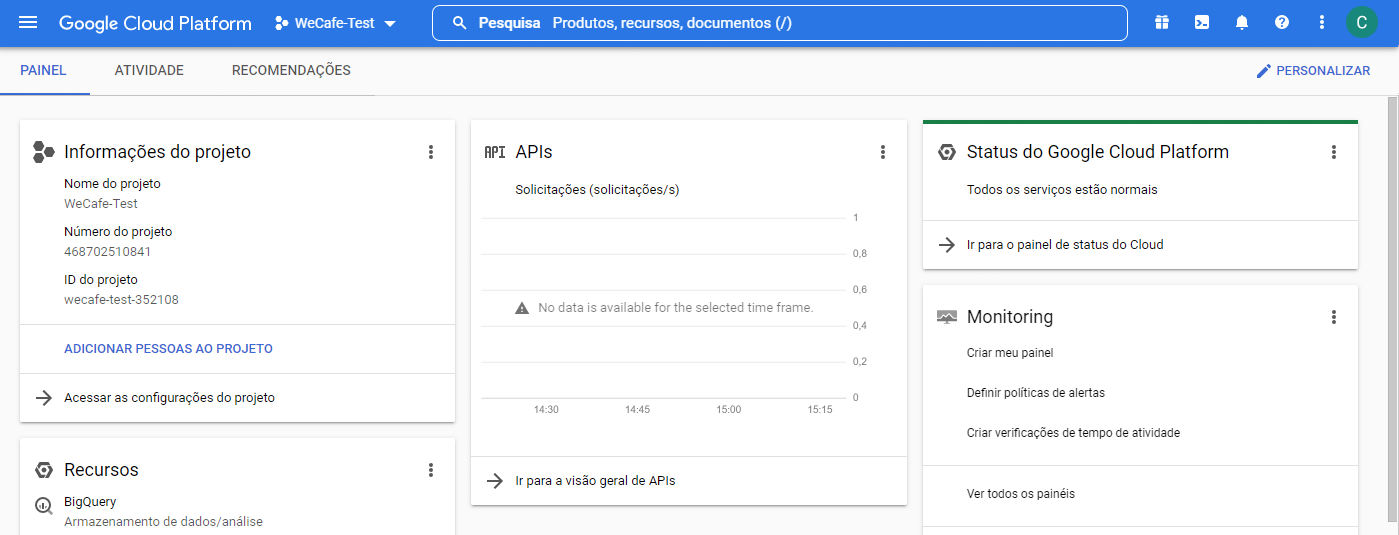 Google Cloud Platform
WeCafe-Test
Pesquisa Produtos, recursos, documentos (/)
C
PAINEL
ATIVIDADE
RECOMENDAÇÕES
PERSONALIZAR
Informações do projeto
Nome do projeto
WeCafe-Test
Número do projeto
468702510841
ID do projeto
wecafe-test-352108
ADICIONAR PESSOAS AO PROJETO
Acessar as configurações do projeto
Recursos
BigQuery
Armazenamento de dados/análise
API APIs
Solicitações (solicitações/s)
1
0,8
0,6
No data is available for the selected time frame.
0,4
0,2
0
14:30 14:45 15:00 15:15
Ir para a visão geral de APIs
Status do Google Cloud Platform
Todos os serviços estão normais
Ir para o painel de status do Cloud
Monitoring
Criar meu painel
Definir políticas de alertas
Criar verificações de tempo de atividade
Ver todos os painéis